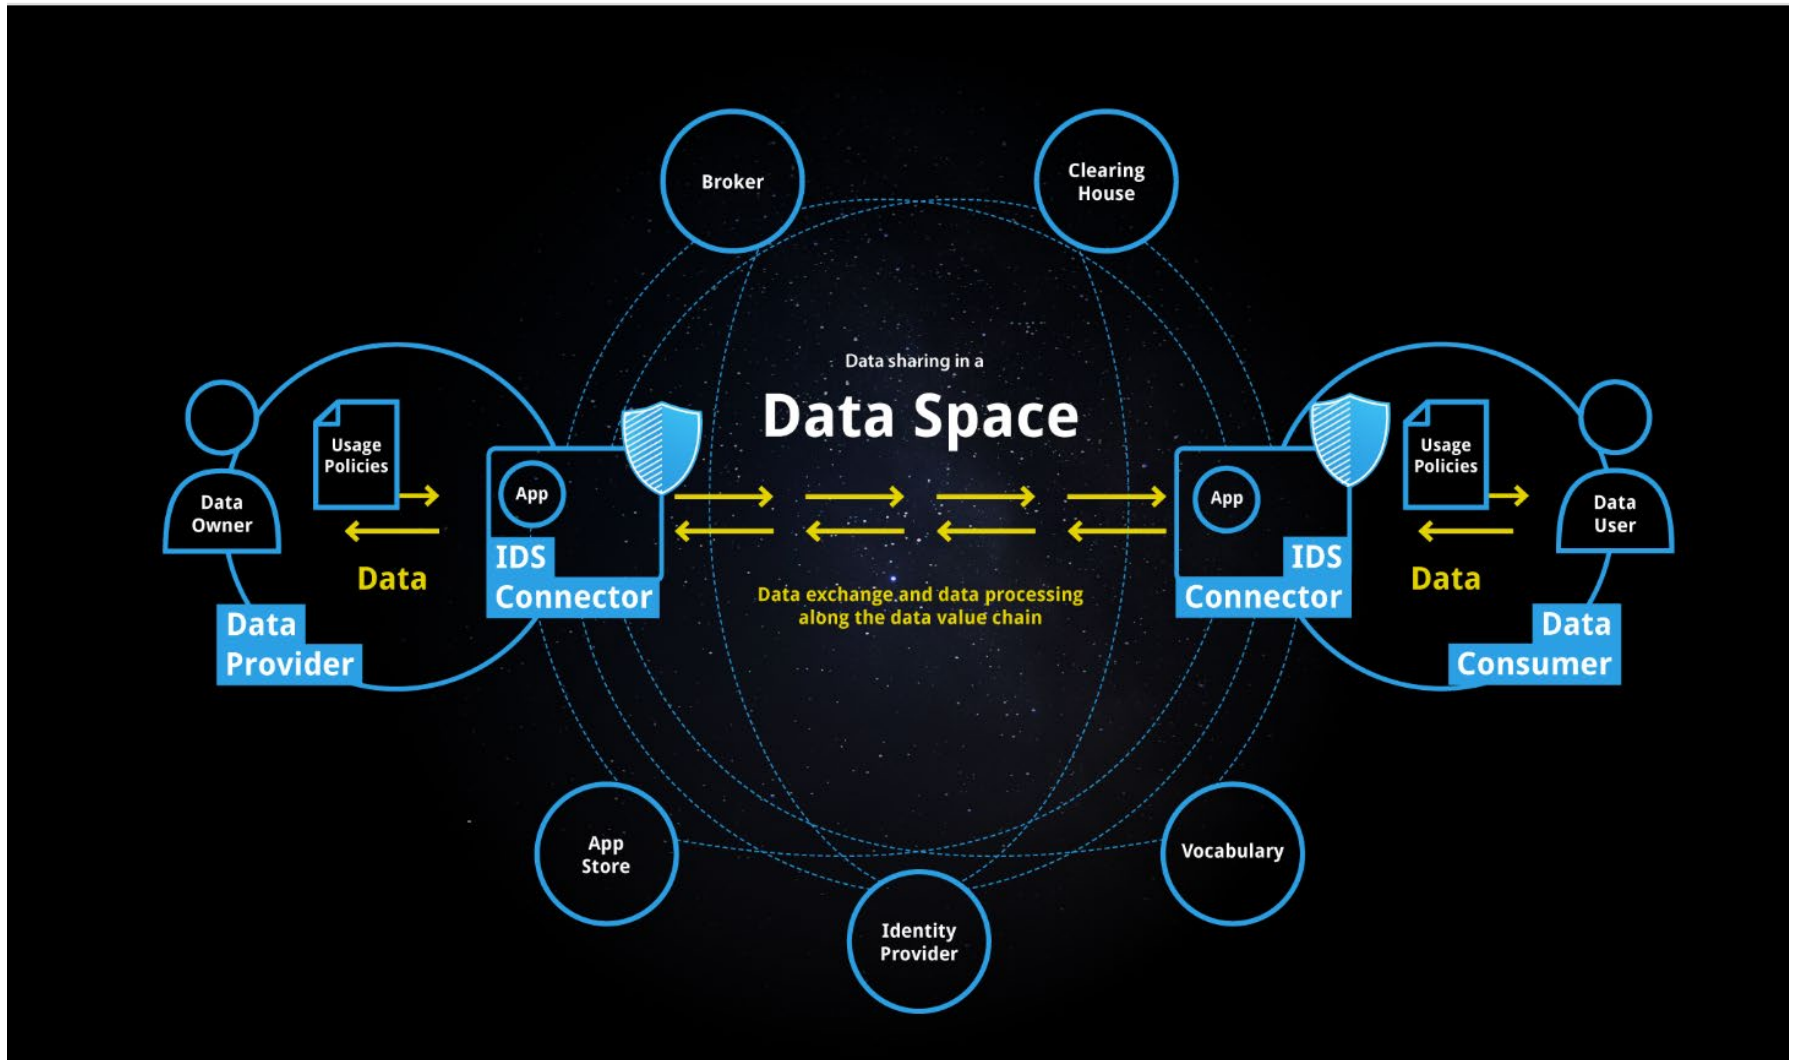 Broker
Clearing
House
Data sharing in a
Data Space
Usage
Policies
Data
Owner
App
IDS
Connector
Data
Data
Provider
Data exchange and data processing
along the data value chain
App
IDS
Connector
Usage
Policies
Data
User
Data
Data
Consumer
App
Store
Identity
Provider
Vocabulary